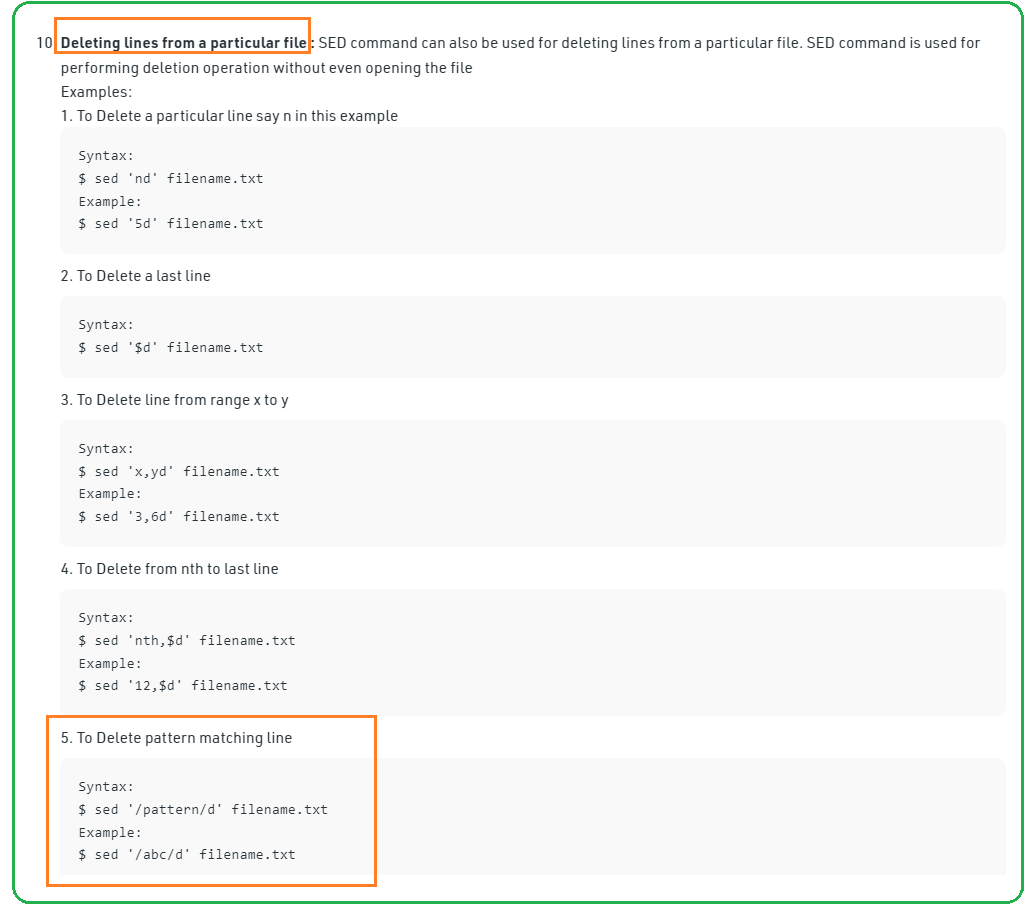 10 Deleting lines from a particular file : SED command can also be used for deleting lines from a particular file. SED command is used for
performing deletion operation without even opening the file
Examples:
1. To Delete a particular line say n in this example
Syntax:
$ sed 'nd' filename.txt
Example:
$ sed '5d' filename.txt
2. To Delete a last line
Syntax:
$ sed '$d' filename.txt
3. To Delete line from range x to y
Syntax:
$ sed 'x,yd' filename.txt
Example:
$ sed '3,6d' filename.txt
4. To Delete from nth to last line
Syntax:
$ sed 'nth,$d' filename.txt
Example:
$ sed '12,$d' filename.txt
5. To Delete pattern matching line
Syntax:
$ sed '/pattern/d' filename.txt
Example:
$ sed '/abc/d' filename.txt